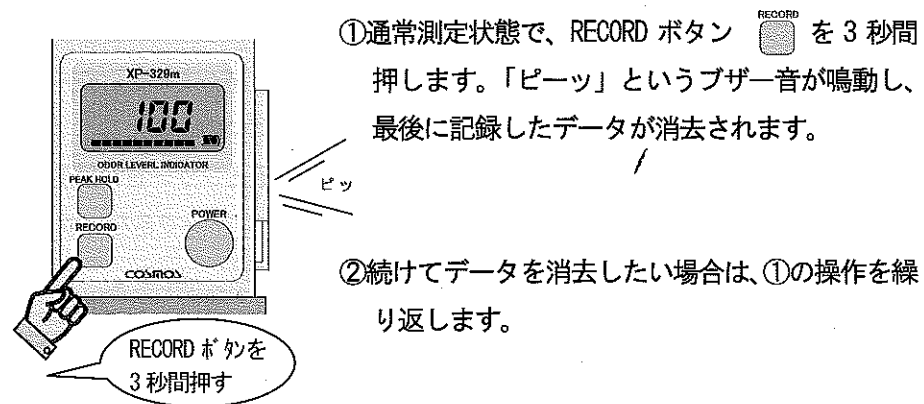 ①通常測定状態で、RECORD ボタン RECORD を 3 秒間
押します。「ピーッ」というブザー音が鳴動し、
最後に記録したデータが消去されます。
XP-329m
100
ODOR LEVERL INDICATOR
PEAK HOLD
POWER
RECORD
COSMOS
ピッ
②続けてデータを消去したい場合は、①の操作を繰
り返します。
RECORD ボタンを
3 秒間押す